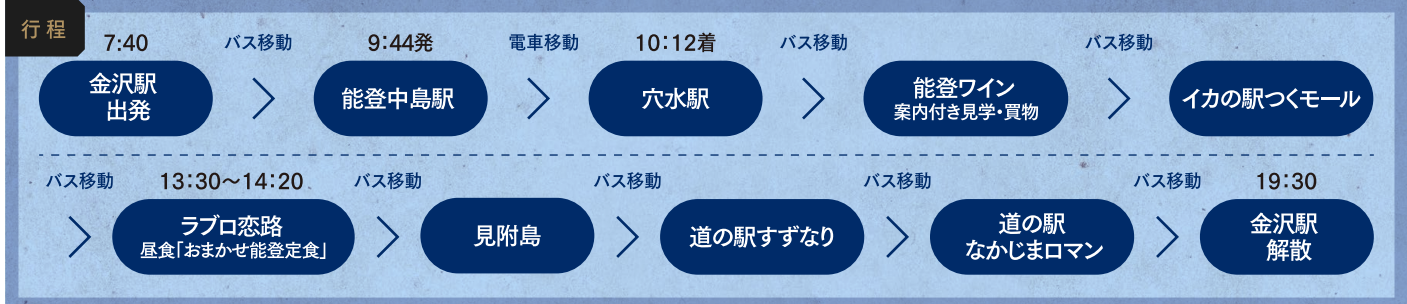 行程
7:40
バス移動
9:44発
電車移動
10:12着
バス移動
バス移動
金沢駅
出発
能登中島駅
穴水駅
能登ワイン
案内付き見学・買物
イカの駅つくモール
バス移動
13:30〜14:20
バス移動
バス移動
バス移動
バス移動
19:30
ラブロ恋路
昼食「おまかせ能登定食」
見附島
道の駅すずなり
道の駅
なかじまロマン
金沢駅
解散